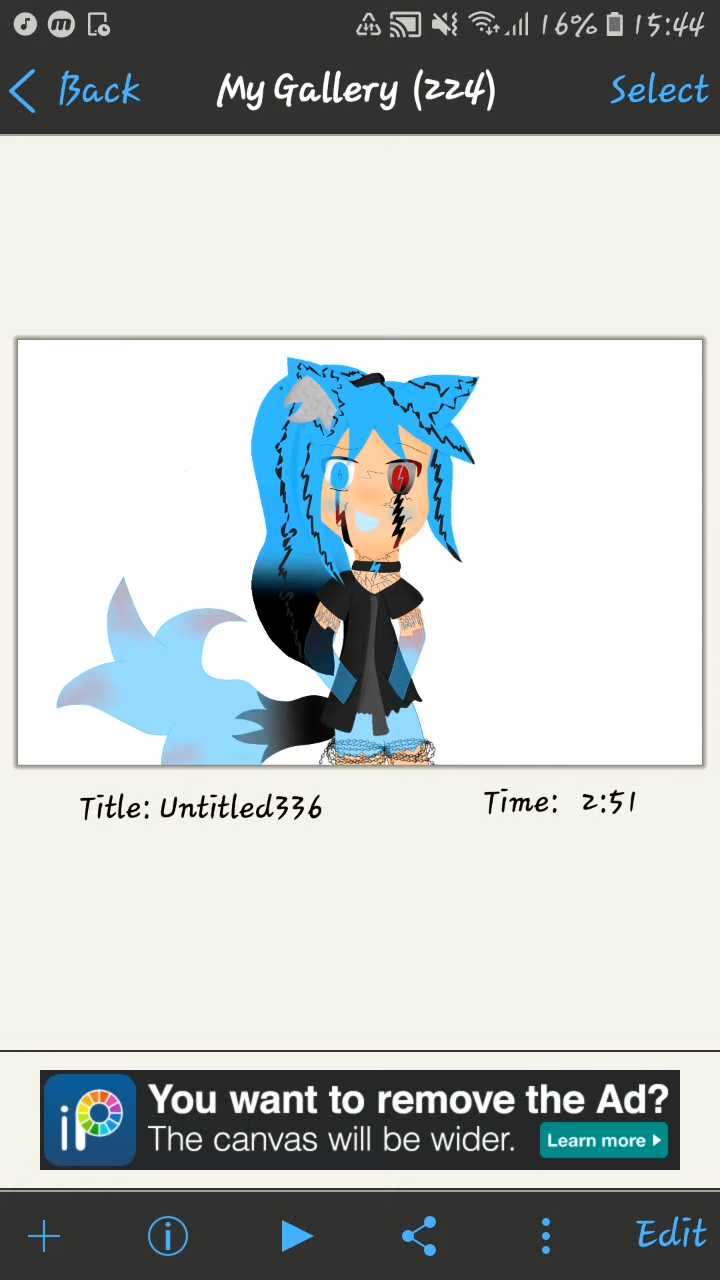 16% 15:44
Back My Gallery (224) Select
Title: Untitled336 Time: 2:51
iP You want to remove the Ad?
The canvas will be wider. Learn more
Edit